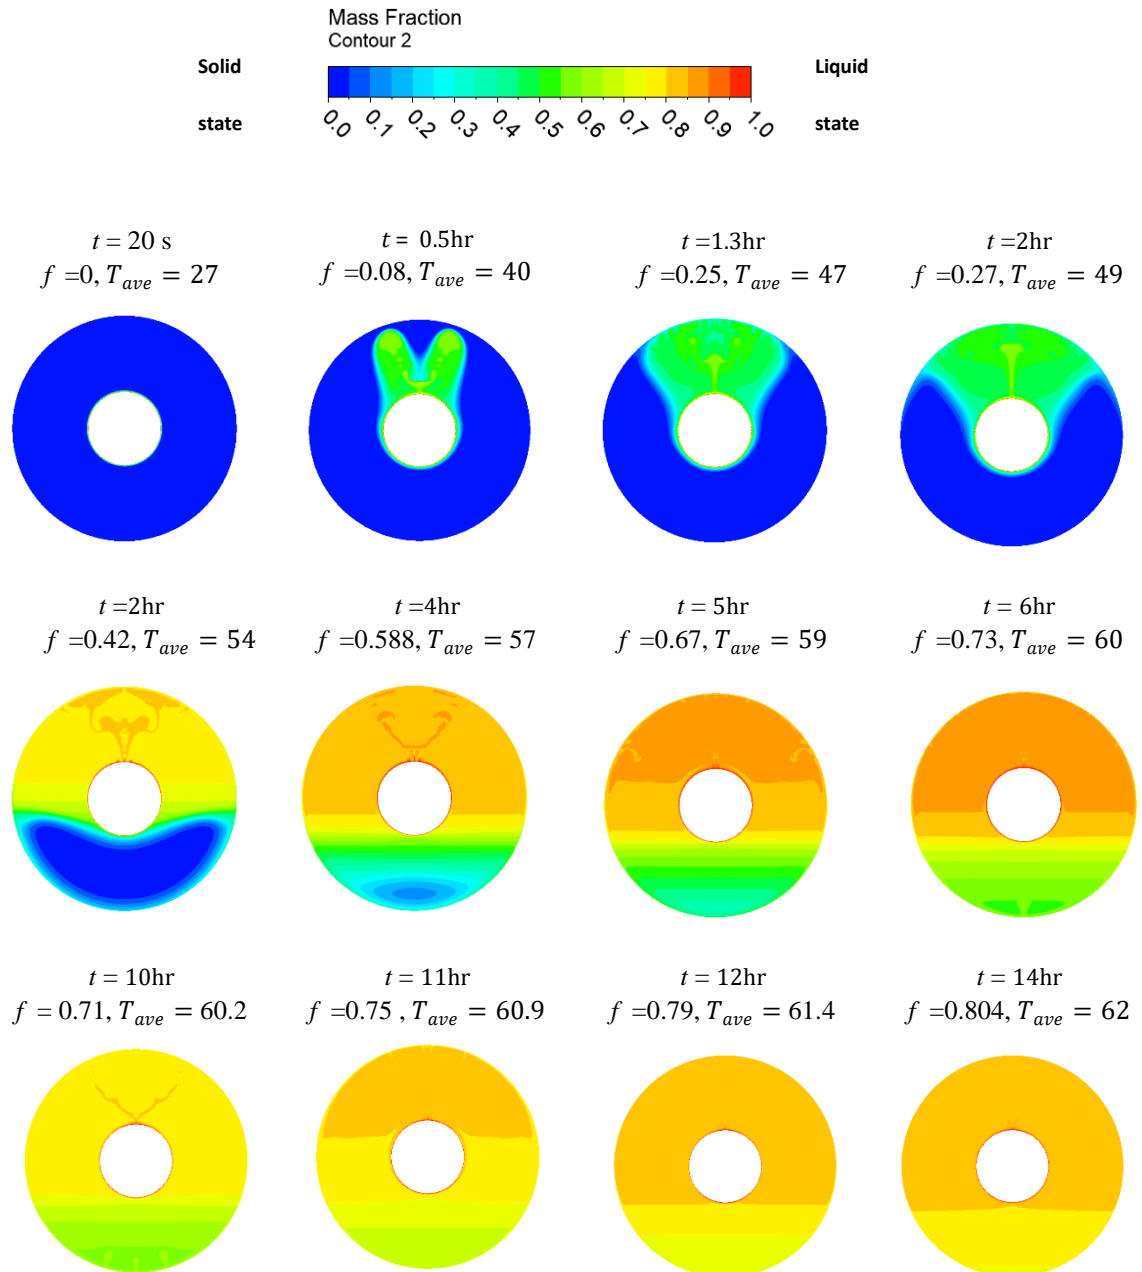 Mass Fraction
Contour 2
Solid
state
Liquid
state
0.0 0.1 0.2 0.3 0.4 0.5 0.6 0.7 0.8 0.9 1.0
t = 20 s
f =0, T_ave = 27
t = 0.5hr
f =0.08, T_ave = 40
t =1.3hr
f =0.25, T_ave = 47
t =2hr
f =0.27, T_ave = 49
t =2hr
f =0.42, T_ave = 54
t =4hr
f =0.588, T_ave = 57
t = 5hr
f =0.67, T_ave = 59
t = 6hr
f =0.73, T_ave = 60
t = 10hr
f = 0.71, T_ave = 60.2
t = 11hr
f =0.75 , T_ave = 60.9
t = 12hr
f =0.79, T_ave = 61.4
t = 14hr
f =0.804, T_ave = 62